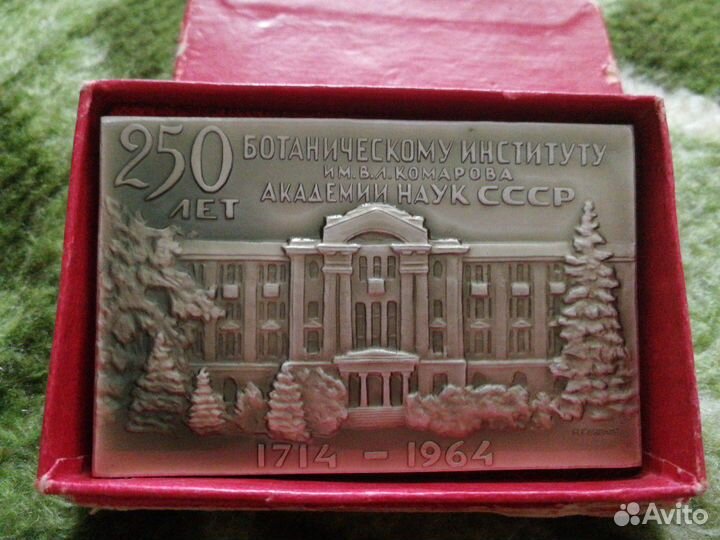 250 ЛЕТ
БОТАНИЧЕСКОМУ ИНСТИТУТУ
ИМ. В.Л. КОМАРОВА
АКАДЕМИИ НАУК СССР
1714 - 1964
Avito